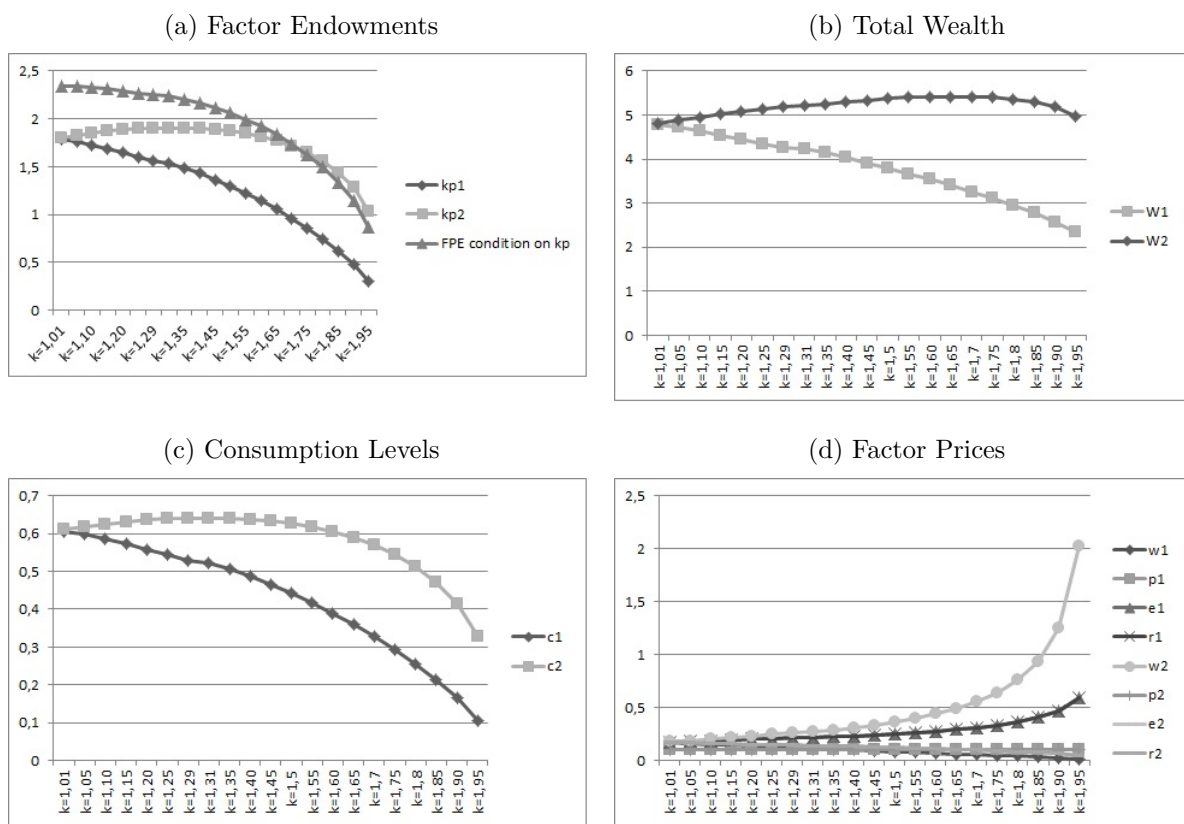 (a) Factor Endowments
2,5
2
1,5
1
0,5
0
k=1,01
k=1,10
k=1,20
k=1,29
k=1,35
k=1,45
k=1,55
k=1,65
k=1,75
k=1,85
k=1,95
kp1
kp2
FPE condition on kp
(b) Total Wealth
6
5
4
3
2
1
0
k=1,01
k=1,05
k=1,10
k=1,15
k=1,20
k=1,25
k=1,29
k=1,31
k=1,35
k=1,40
k=1,45
k=1,5
k=1,55
k=1,60
k=1,65
k=1,7
k=1,75
k=1,8
k=1,85
k=1,90
k=1,95
W1
W2
(c) Consumption Levels
0,7
0,6
0,5
0,4
0,3
0,2
0,1
0
k=1,01
k=1,05
k=1,10
k=1,15
k=1,20
k=1,25
k=1,29
k=1,31
k=1,35
k=1,40
k=1,45
k=1,5
k=1,55
k=1,60
k=1,65
k=1,7
k=1,75
k=1,8
k=1,85
k=1,90
k=1,95
c1
c2
(d) Factor Prices
2,5
2
1,5
1
0,5
0
k=1,01
k=1,05
k=1,10
k=1,15
k=1,20
k=1,25
k=1,29
k=1,31
k=1,35
k=1,40
k=1,45
k=1,5
k=1,55
k=1,60
k=1,65
k=1,7
k=1,75
k=1,8
k=1,85
k=1,90
k=1,95
w1
p1
e1
r1
w2
p2
e2
r2